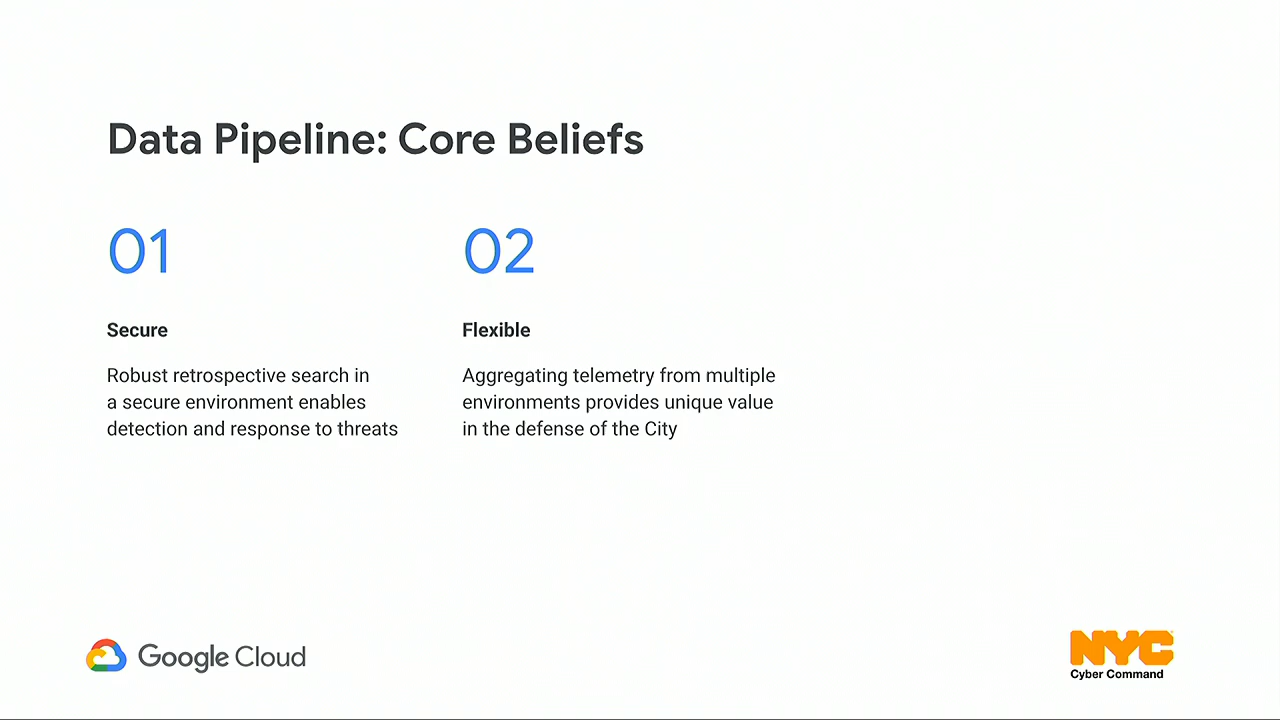 Data Pipeline: Core Beliefs
01
Secure
Robust retrospective search in
a secure environment enables
detection and response to threats
02
Flexible
Aggregating telemetry from multiple
environments provides unique value
in the defense of the City
Google Cloud
NYC
Cyber Command